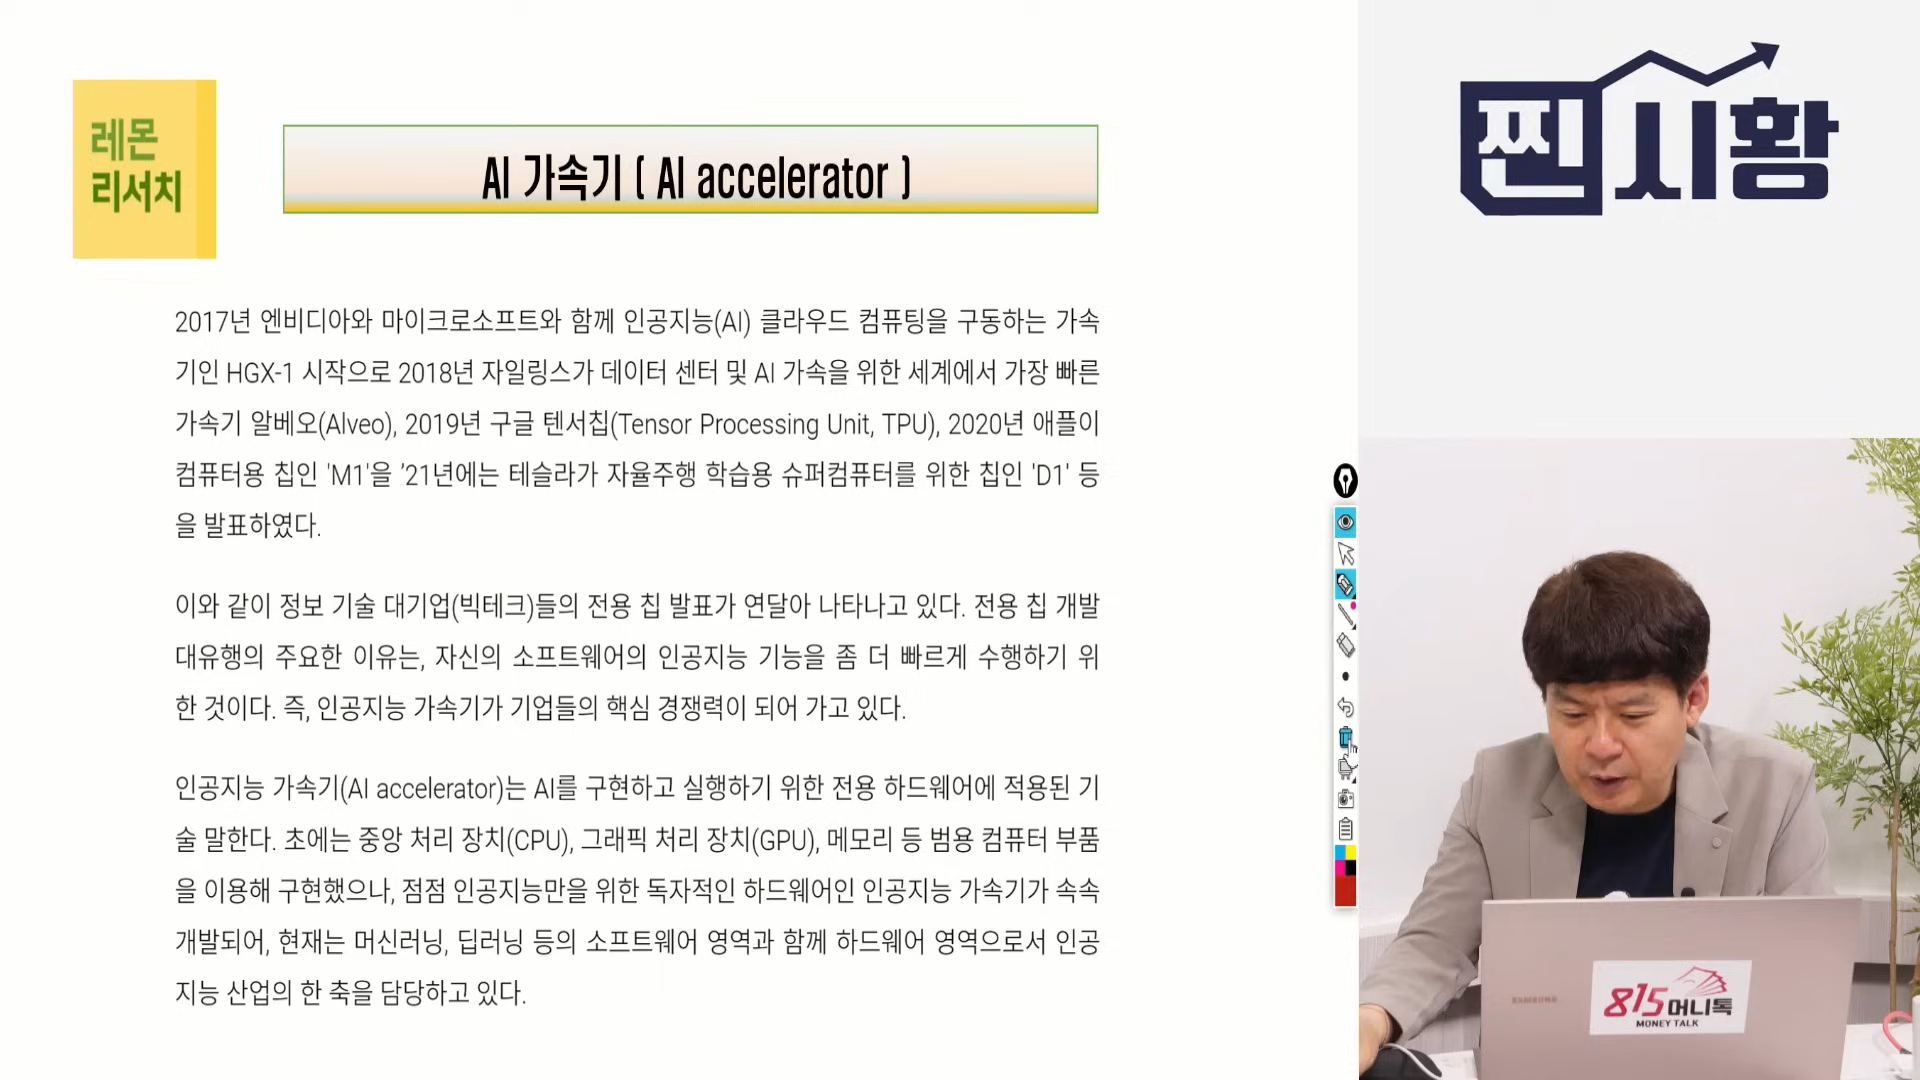 레몬
리서치
AI 가속기 ( AI accelerator )
2017년 엔비디아와 마이크로소프트와 함께 인공지능(AI) 클라우드 컴퓨팅을 구동하는 가속
기인 HGX-1 시작으로 2018년 자일링스가 데이터 센터 및 AI 가속을 위한 세계에서 가장 빠른
가속기 알베오(Alveo), 2019년 구글 텐서칩(Tensor Processing Unit, TPU), 2020년 애플이
컴퓨터용 칩인 'M1'을 ’21년에는 테슬라가 자율주행 학습용 슈퍼컴퓨터를 위한 칩인 'D1' 등
을 발표하였다.
이와 같이 정보 기술 대기업(빅테크)들의 전용 칩 발표가 연달아 나타나고 있다. 전용 칩 개발
대유행의 주요한 이유는, 자신의 소프트웨어의 인공지능 기능을 좀 더 빠르게 수행하기 위
한 것이다. 즉, 인공지능 가속기가 기업들의 핵심 경쟁력이 되어 가고 있다.
인공지능 가속기(AI accelerator)는 AI를 구현하고 실행하기 위한 전용 하드웨어에 적용된 기
술 말한다. 초에는 중앙 처리 장치(CPU), 그래픽 처리 장치(GPU), 메모리 등 범용 컴퓨터 부품
을 이용해 구현했으나, 점점 인공지능만을 위한 독자적인 하드웨어인 인공지능 가속기가 속속
개발되어, 현재는 머신러닝, 딥러닝 등의 소프트웨어 영역과 함께 하드웨어 영역으로서 인공
지능 산업의 한 축을 담당하고 있다.
찐시황
SAMSUNG
815머니톡
MONEY TALK